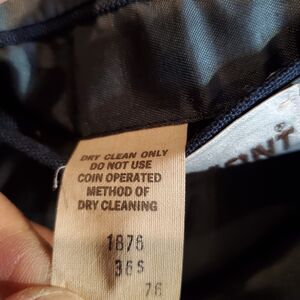 DRY CLEAN ONLY
DO NOT USE
COIN OPERATED
METHOD OF
DRY CLEANING
1876
36S
76
®